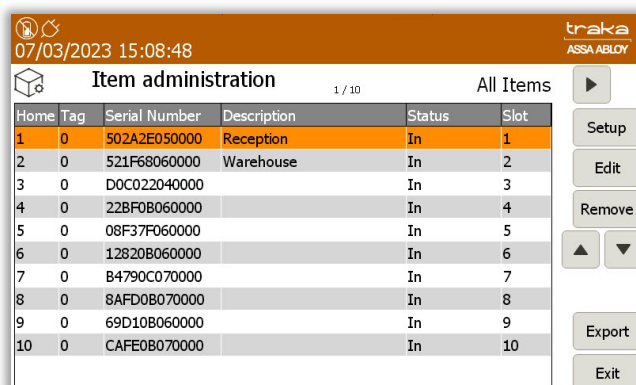 07/03/2023 15:08:48
traka
ASSA ABLOY
Item administration 1 / 10 All Items
Home Tag Serial Number Description Status Slot
1 0 502A2E050000 Reception In 1
2 0 521F68060000 Warehouse In 2
3 0 D0C022040000 In 3
4 0 22BF0B060000 In 4
5 0 08F37F060000 In 5
6 0 12820B060000 In 6
7 0 B4790C070000 In 7
8 0 8AFD0B070000 In 8
9 0 69D10B060000 In 9
10 0 CAFE0B070000 In 10
Setup
Edit
Remove
Export
Exit